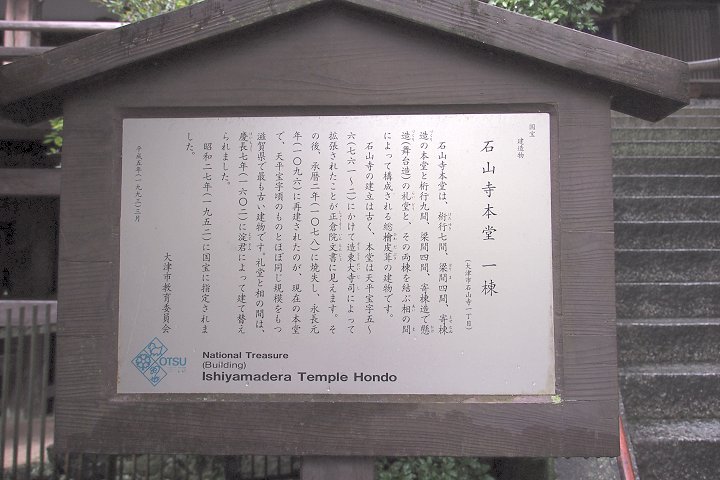 国宝 建造物
石山寺本堂 一棟
(大津市石山寺一丁目)
石山寺本堂は、桁行七間、梁間四間、寄棟
造の本堂と桁行九間、梁間四間、寄棟造で懸
造(舞台造)の礼堂と、その両棟を結ぶ相の間
によって構成される総檜皮葺の建物です。
石山寺の建立は古く、本堂は天平宝字五〜
六(七六一〜二)にかけて造東大寺司によって
拡張されたことが正倉院文書に見えます。そ
の後、承暦二年(一〇七八)に焼失し、永長元
年(一〇九六)に再建されたのが、現在の本堂
で、天平宝字頃のものとほぼ同じ規模をもつ
滋賀県で最も古い建物です。礼堂と相の間は、
慶長七年(一六〇二)に淀君によって建て替え
られました。
昭和二七年(一九五二)に国宝に指定されま
した。
平成五年(一九九三)三月
大津市教育委員会
OTSU
National Treasure
(Building)
Ishiyamadera Temple Hondo